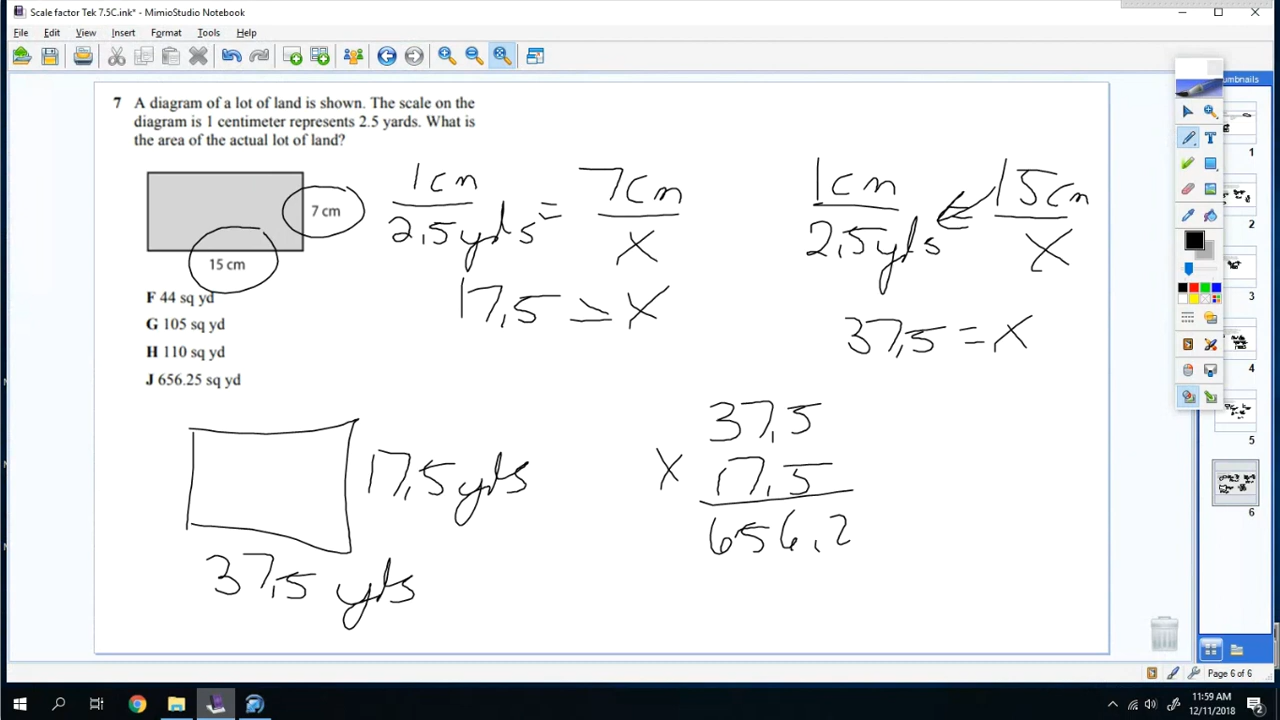 Scale factor Tek 7.5C.ink* - MimioStudio Notebook
File Edit View Insert Format Tools Help
7 A diagram of a lot of land is shown. The scale on the
diagram is 1 centimeter represents 2.5 yards. What is
the area of the actual lot of land?
7 cm
15 cm
F 44 sq yd
G 105 sq yd
H 110 sq yd
J 656.25 sq yd
1cm = 7cm
2,5yds X
17,5 = X
1cm = 15cm
2,5yds X
37,5 = X
17,5 yds
37,5 yds
37,5
X 17,5
656,2
umbnails
1
2
3
4
5
6
Page 6 of 6
11:59 AM
12/11/2018
2